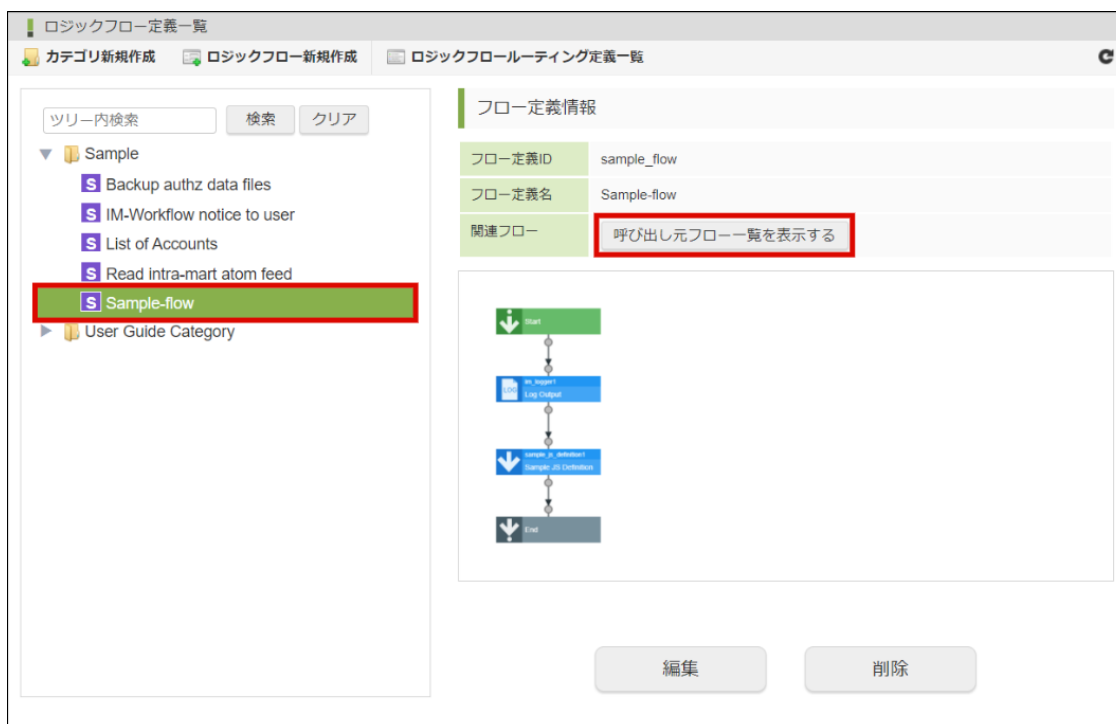 ロジックフロー定義一覧
カテゴリ新規作成 ロジックフロー新規作成 ロジックフロールーティング定義一覧
ツリー内検索 検索 クリア
Sample
S Backup authz data files
S IM-Workflow notice to user
S List of Accounts
S Read intra-mart atom feed
S Sample-flow
User Guide Category
フロー定義情報
フロー定義ID sample_flow
フロー定義名 Sample-flow
関連フロー 呼び出し元フロー一覧を表示する
Start
im_logger1
LOG Log Output
sample_js_definition1
Sample JS Definition
End
編集 削除